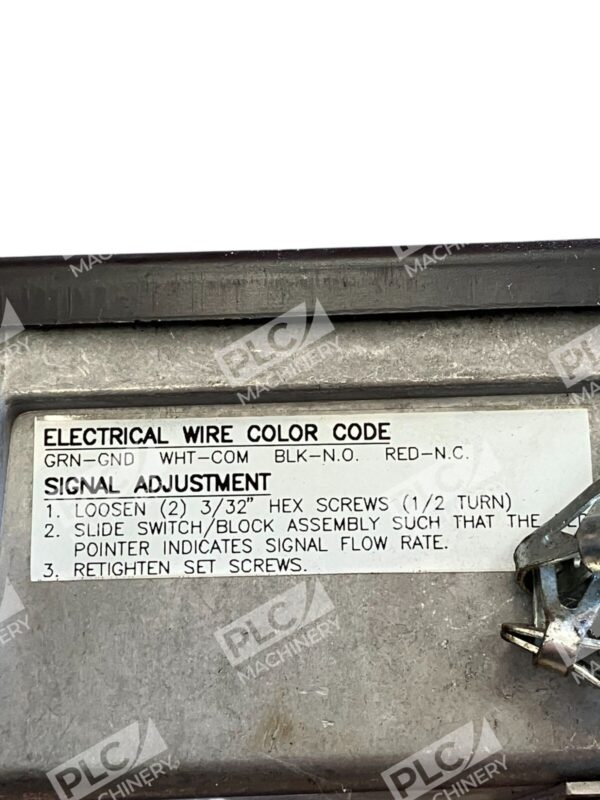 ELECTRICAL WIRE COLOR CODE
GRN-GND WHT-COM BLK-N.O. RED-N.C.
SIGNAL ADJUSTMENT
1. LOOSEN (2) 3/32" HEX SCREWS (1/2 TURN)
2. SLIDE SWITCH/BLOCK ASSEMBLY SUCH THAT THE
POINTER INDICATES SIGNAL FLOW RATE.
3. RETIGHTEN SET SCREWS.
PLC MACHINERY